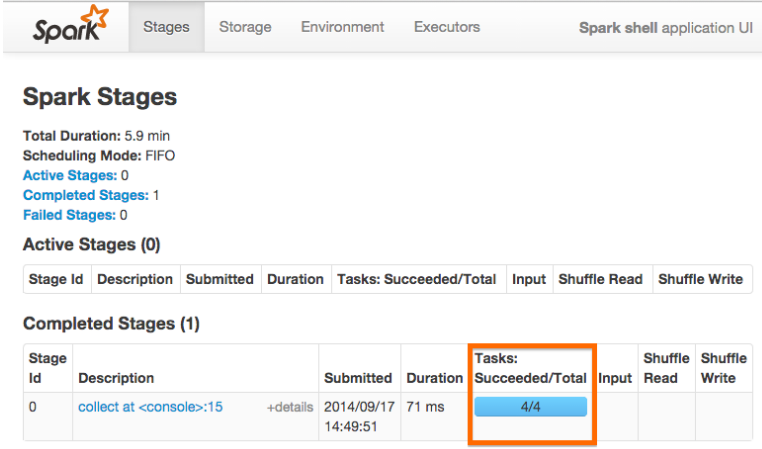 Spark Stages Storage Environment Executors Spark shell application UI
Spark Stages
Total Duration: 5.9 min
Scheduling Mode: FIFO
Active Stages: 0
Completed Stages: 1
Failed Stages: 0
Active Stages (0)
Stage Id Description Submitted Duration Tasks: Succeeded/Total Input Shuffle Read Shuffle Write
Completed Stages (1)
Stage Tasks: Shuffle Shuffle
Id Description Submitted Duration Succeeded/Total Input Read Write
0 collect at <console>:15 +details 2014/09/17 71 ms 4/4
14:49:51